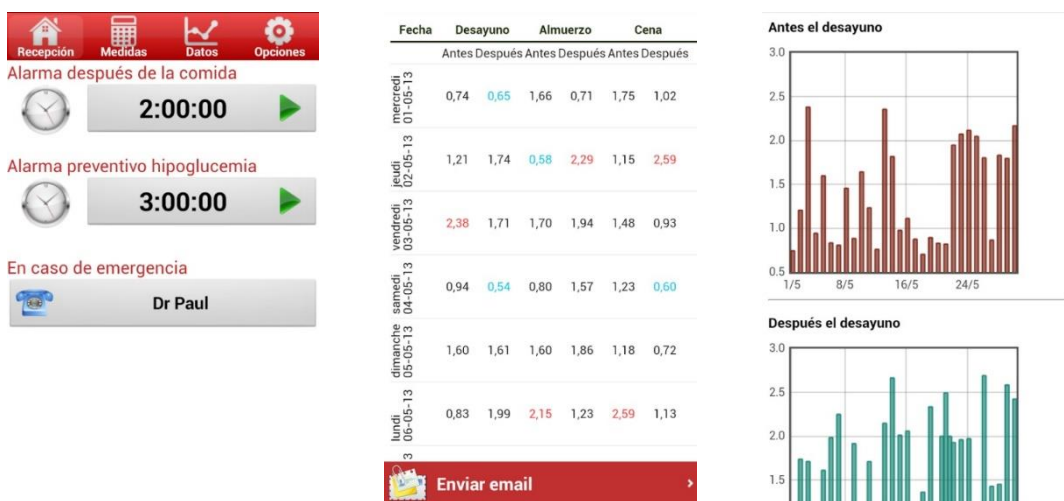 Recepción Medidas Datos Opciones
Alarma después de la comida
2:00:00
Alarma preventivo hipoglucemia
3:00:00
En caso de emergencia
Dr Paul
Fecha Desayuno Almuerzo Cena
Antes Después Antes Después Antes Después
mercredi
01-05-13
0,74 0,65 1,66 0,71 1,75 1,02
jeudi
02-05-13
1,21 1,74 0,58 2,29 1,15 2,59
vendredi
03-05-13
2,38 1,71 1,70 1,94 1,48 0,93
samedi
04-05-13
0,94 0,54 0,80 1,57 1,23 0,60
dimanche
05-05-13
1,60 1,61 1,60 1,86 1,18 0,72
lundi
06-05-13
0,83 1,99 2,15 1,23 2,59 1,13
3
Enviar email
Antes el desayuno
3.0
2.5
2.0
1.5
1.0
0.5
1/5 8/5 16/5 24/5
Después el desayuno
3.0
2.5
2.0
1.5